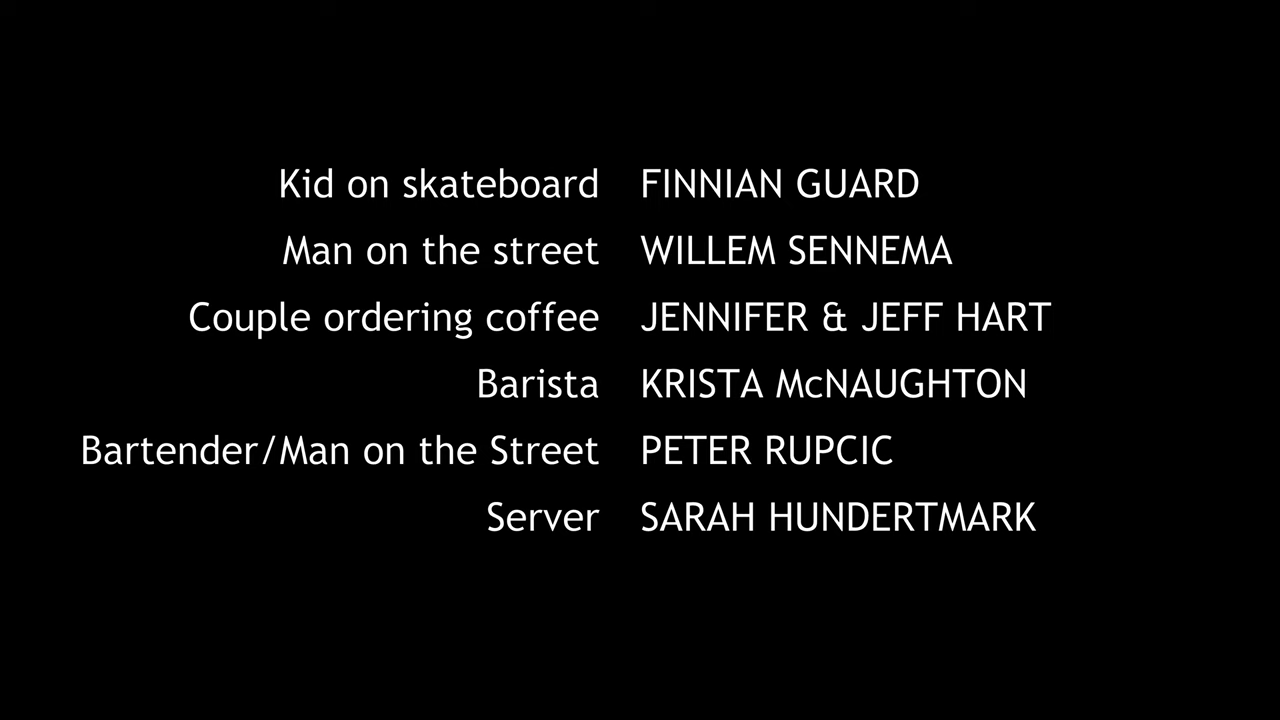 Kid on skateboard FINNIAN GUARD
Man on the street WILLEM SENNEMA
Couple ordering coffee JENNIFER & JEFF HART
Barista KRISTA McNAUGHTON
Bartender/Man on the Street PETER RUPCIC
Server SARAH HUNDERTMARK